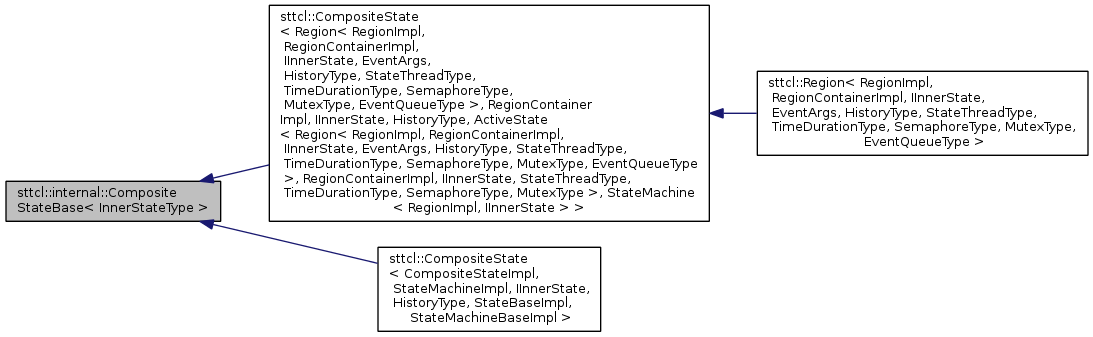 sttcl::CompositeState
< Region< RegionImpl,
RegionContainerImpl,
IInnerState, EventArgs,
HistoryType, StateThreadType,
TimeDurationType, SemaphoreType,
MutexType, EventQueueType >, RegionContainer
Impl, IInnerState, HistoryType, ActiveState
< Region< RegionImpl, RegionContainerImpl,
IInnerState, EventArgs, HistoryType, StateThreadType,
TimeDurationType, SemaphoreType, MutexType, EventQueueType
>, RegionContainerImpl, IInnerState, StateThreadType,
TimeDurationType, SemaphoreType, MutexType >, StateMachine
< RegionImpl, IInnerState > >
sttcl::Region< RegionImpl,
RegionContainerImpl, IInnerState,
EventArgs, HistoryType, StateThreadType,
TimeDurationType, SemaphoreType, MutexType,
EventQueueType >
sttcl::internal::Composite
StateBase< InnerStateType >
sttcl::CompositeState
< CompositeStateImpl,
StateMachineImpl, IInnerState,
HistoryType, StateBaseImpl,
StateMachineBaseImpl >